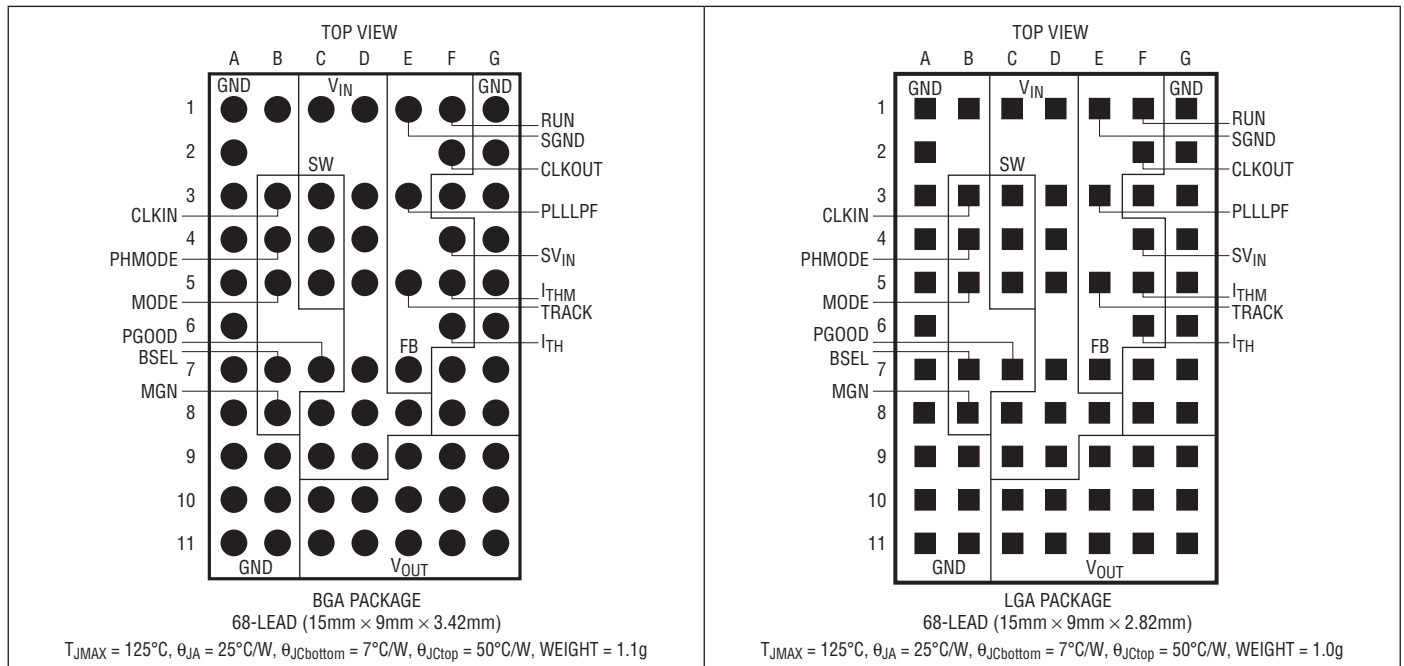 TOP VIEW
A B C D E F G
GND V_IN GND
1
RUN
SGND
2
CLKOUT
SW
3
PLLLPF
CLKIN
4
SV_IN
PHMODE
5
I_THM
MODE
TRACK
6
PGOOD
I_TH
BSEL
FB
7
MGN
8
9
10
11
GND V_OUT
BGA PACKAGE
68-LEAD (15mm × 9mm × 3.42mm)
T_JMAX = 125°C, θ_JA = 25°C/W, θ_JCbottom = 7°C/W, θ_JCtop = 50°C/W, WEIGHT = 1.1g
TOP VIEW
A B C D E F G
GND V_IN GND
1
RUN
SGND
2
CLKOUT
SW
3
PLLLPF
CLKIN
4
SV_IN
PHMODE
5
I_THM
MODE
TRACK
6
PGOOD
I_TH
BSEL
FB
7
MGN
8
9
10
11
GND V_OUT
LGA PACKAGE
68-LEAD (15mm × 9mm × 2.82mm)
T_JMAX = 125°C, θ_JA = 25°C/W, θ_JCbottom = 7°C/W, θ_JCtop = 50°C/W, WEIGHT = 1.0g